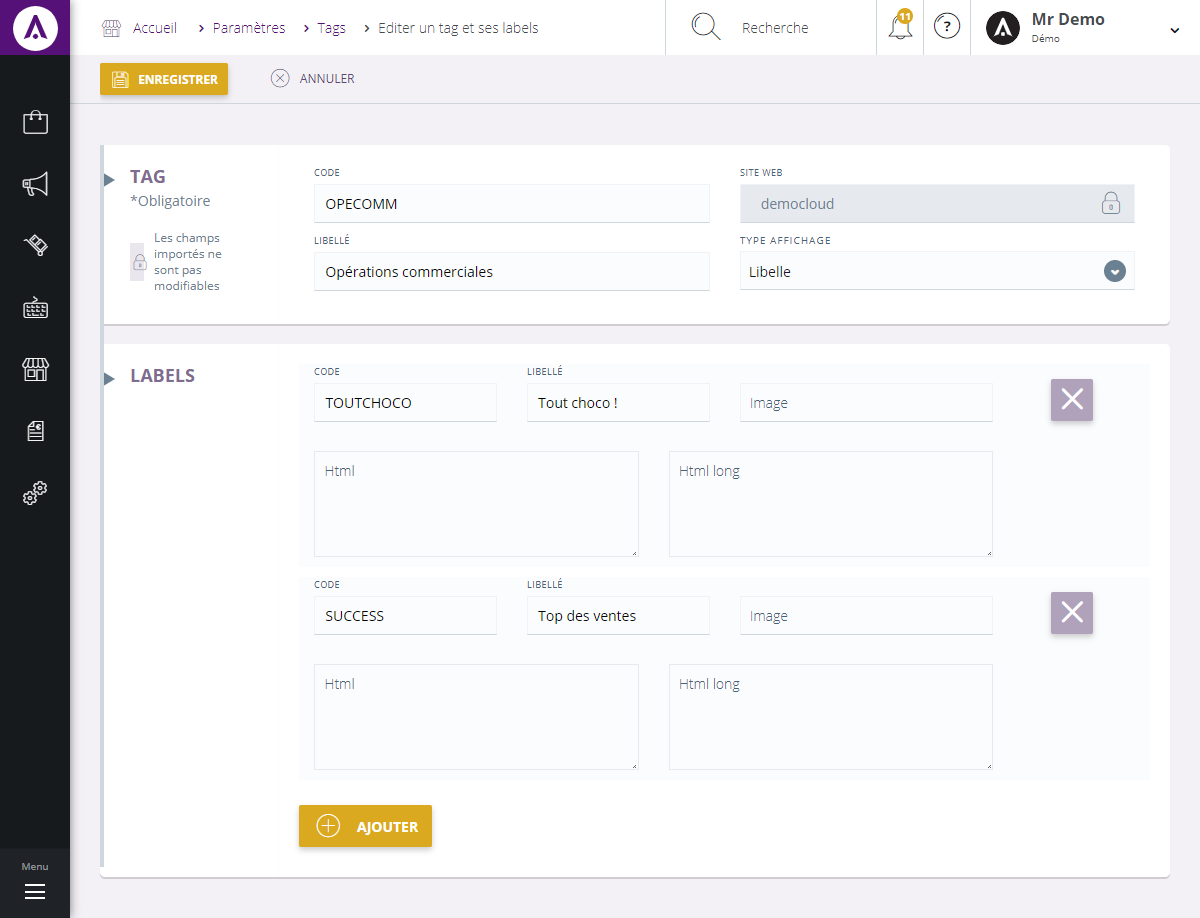 Accueil > Paramètres > Tags > Editer un tag et ses labels
Recherche
11
?
Mr Demo
Démo
ENREGISTRER
ANNULER
TAG
*Obligatoire
Les champs
importés ne
sont pas
modifiables
CODE
OPECOMM
SITE WEB
democloud
LIBELLÉ
Opérations commerciales
TYPE AFFICHAGE
Libelle
LABELS
CODE
TOUTCHOCO
LIBELLÉ
Tout choco !
Image
Html
Html long
CODE
SUCCESS
LIBELLÉ
Top des ventes
Image
Html
Html long
AJOUTER
Menu